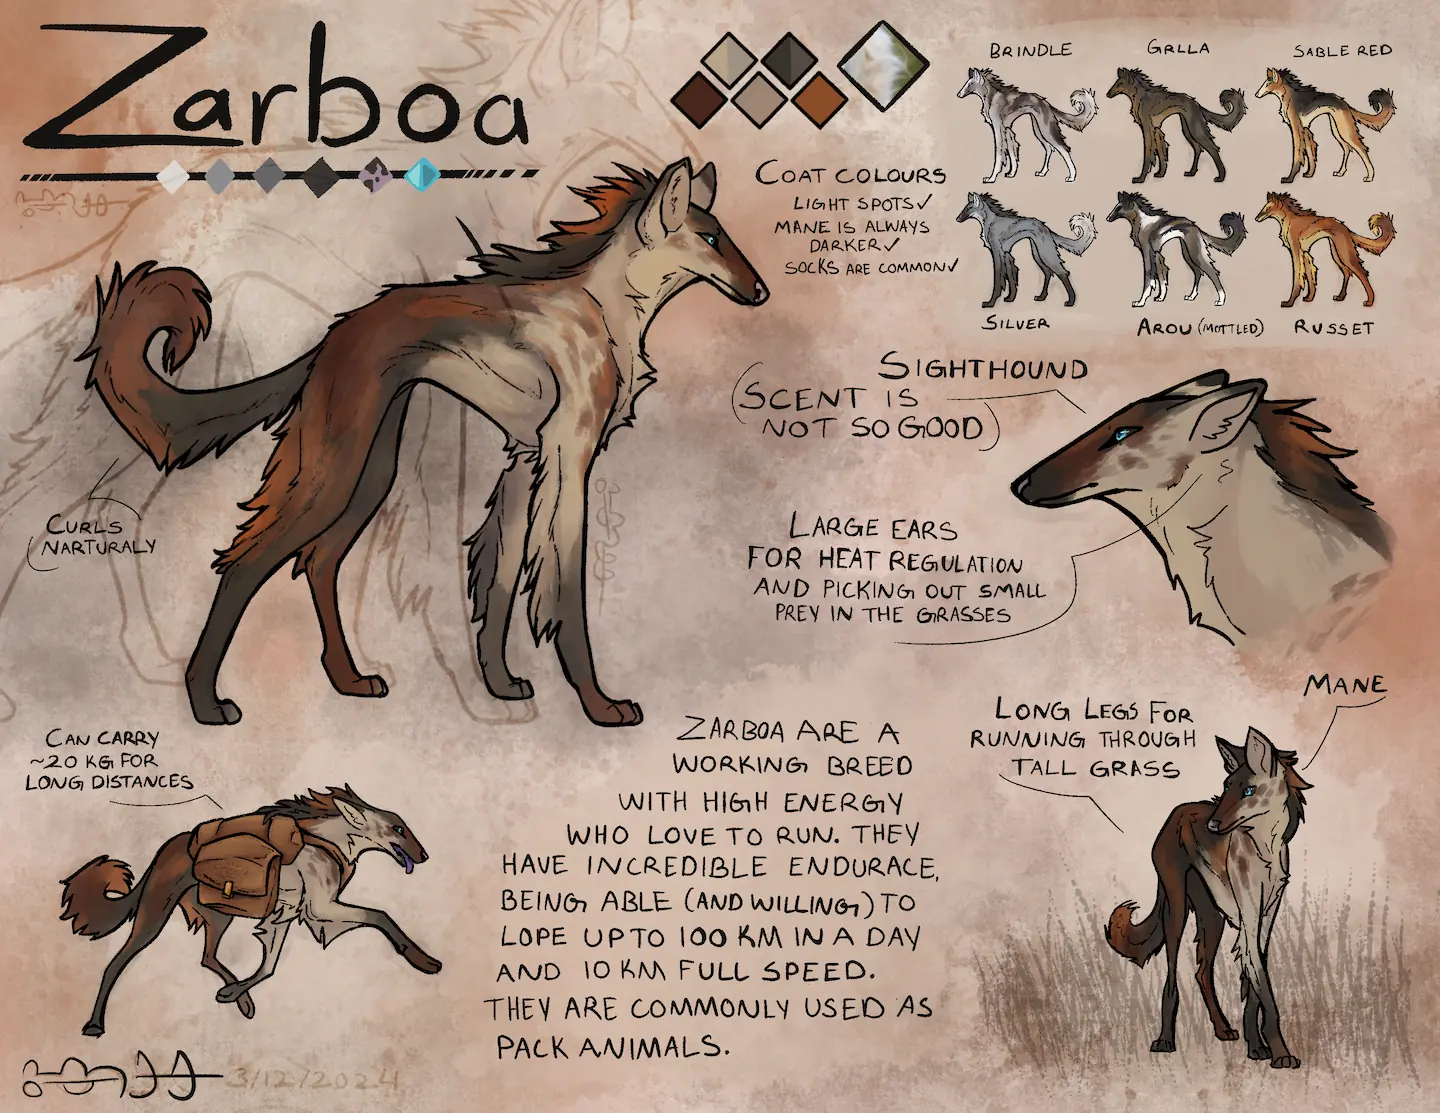 Zarboa
COAT COLOURS
LIGHT SPOTS✓
MANE IS ALWAYS
DARKER✓
SOCKS ARE COMMON✓
BRINDLE
GRLLA
SABLE RED
SILVER
AROU (MOTTLED)
RUSSET
SIGHTHOUND
(SCENT IS
NOT SO GOOD)
CURLS
NARTURALY
LARGE EARS
FOR HEAT REGULATION
AND PICKING OUT SMALL
PREY IN THE GRASSES
MANE
LONG LEGS FOR
RUNNING THROUGH
TALL GRASS
CAN CARRY
~20 KG FOR
LONG DISTANCES
ZARBOA ARE A
WORKING BREED
WITH HIGH ENERGY
WHO LOVE TO RUN. THEY
HAVE INCREDIBLE ENDURACE,
BEING ABLE (AND WILLING) TO
LOPE UP TO 100 KM IN A DAY
AND 10 KM FULL SPEED.
THEY ARE COMMONLY USED AS
PACK ANIMALS.
3/12/2024